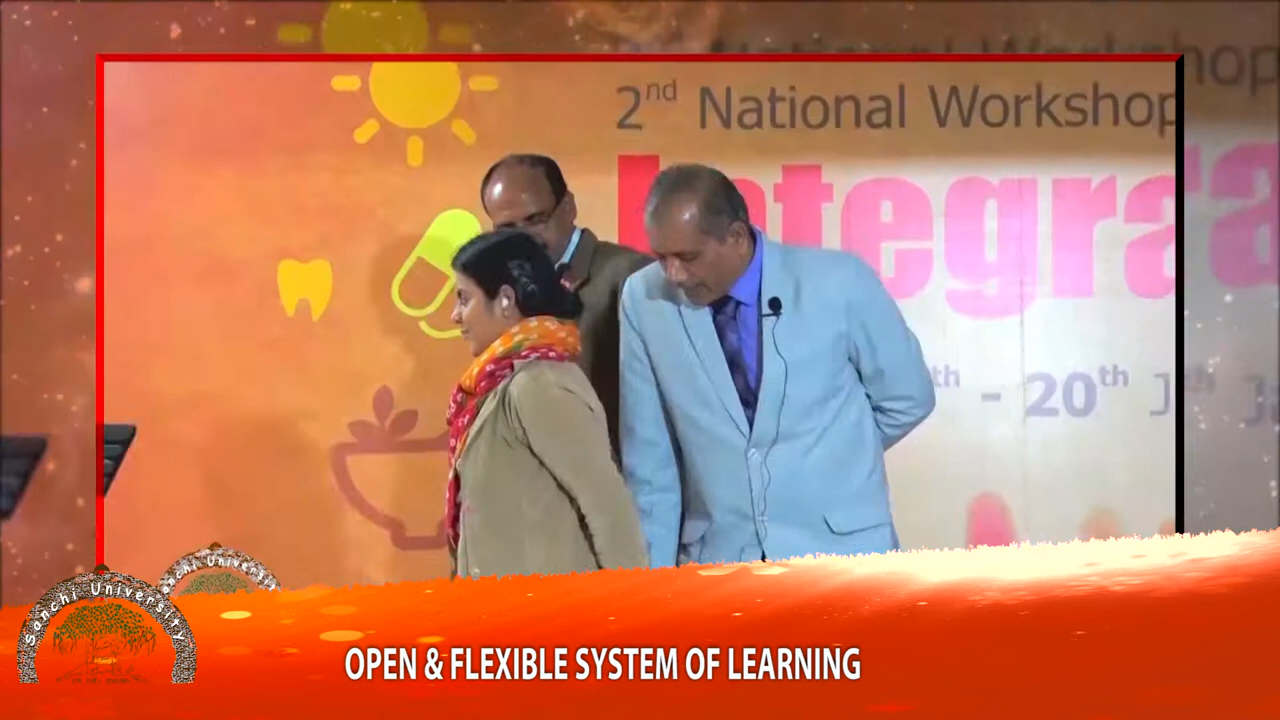 2nd National Workshop
Integra
th - 20th J
Sanchi University
OPEN & FLEXIBLE SYSTEM OF LEARNING